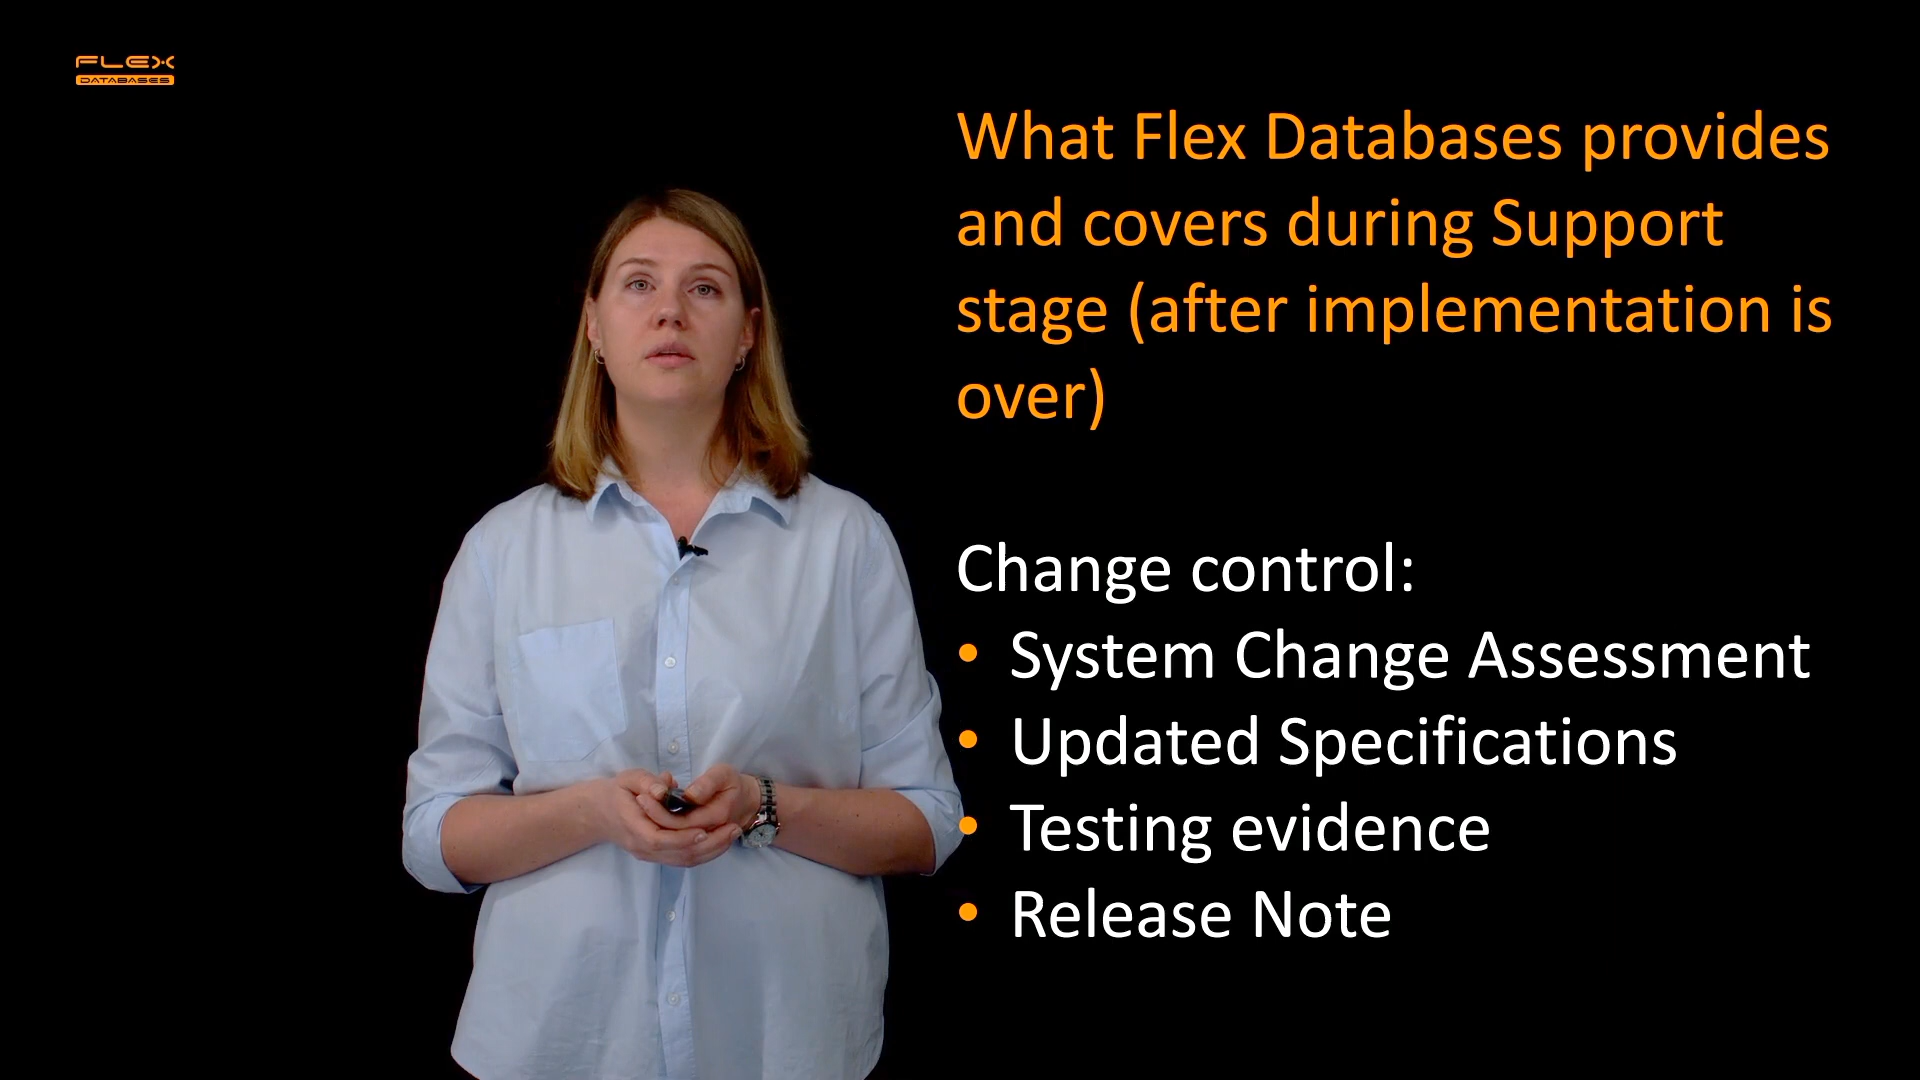 FLEX
DATABASES
What Flex Databases provides
and covers during Support
stage (after implementation is
over)
Change control:
• System Change Assessment
• Updated Specifications
• Testing evidence
• Release Note